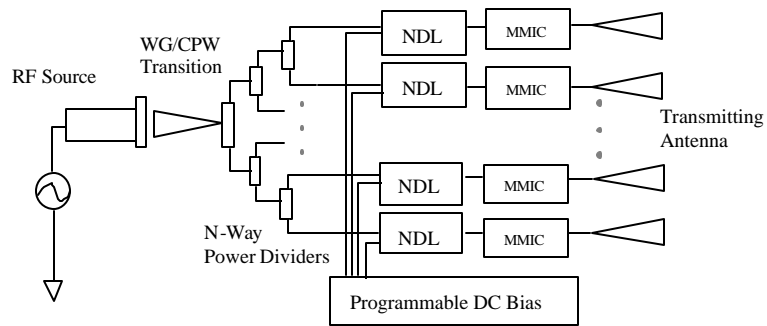 WG/CPW
Transition
RF Source
NDL
MMIC
NDL
MMIC
Transmitting
Antenna
NDL
MMIC
N-Way
Power Dividers
NDL
MMIC
Programmable DC Bias